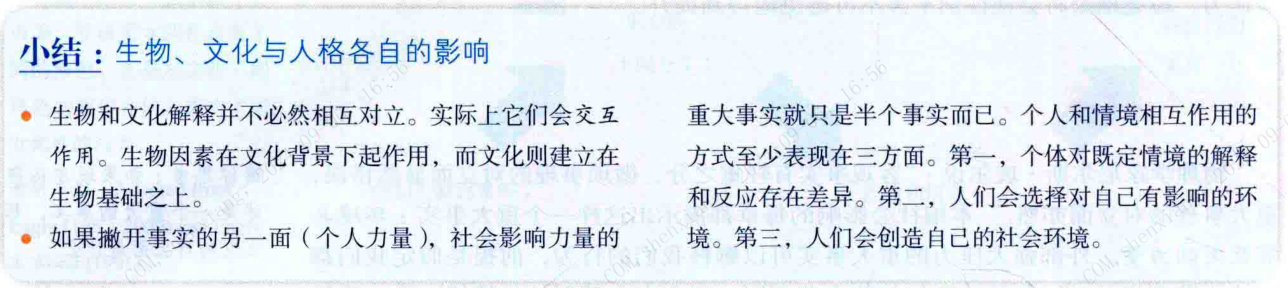 小结：生物、文化与人格各自的影响
• 生物和文化解释并不必然相互对立。实际上它们会交互
作用。生物因素在文化背景下起作用，而文化则建立在
生物基础之上。
• 如果撇开事实的另一面（个人力量），社会影响力量的
重大事实就只是半个事实而已。个人和情境相互作用的
方式至少表现在三方面。第一，个体对既定情境的解释
和反应存在差异。第二，人们会选择对自己有影响的环
境。第三，人们会创造自己的社会环境。